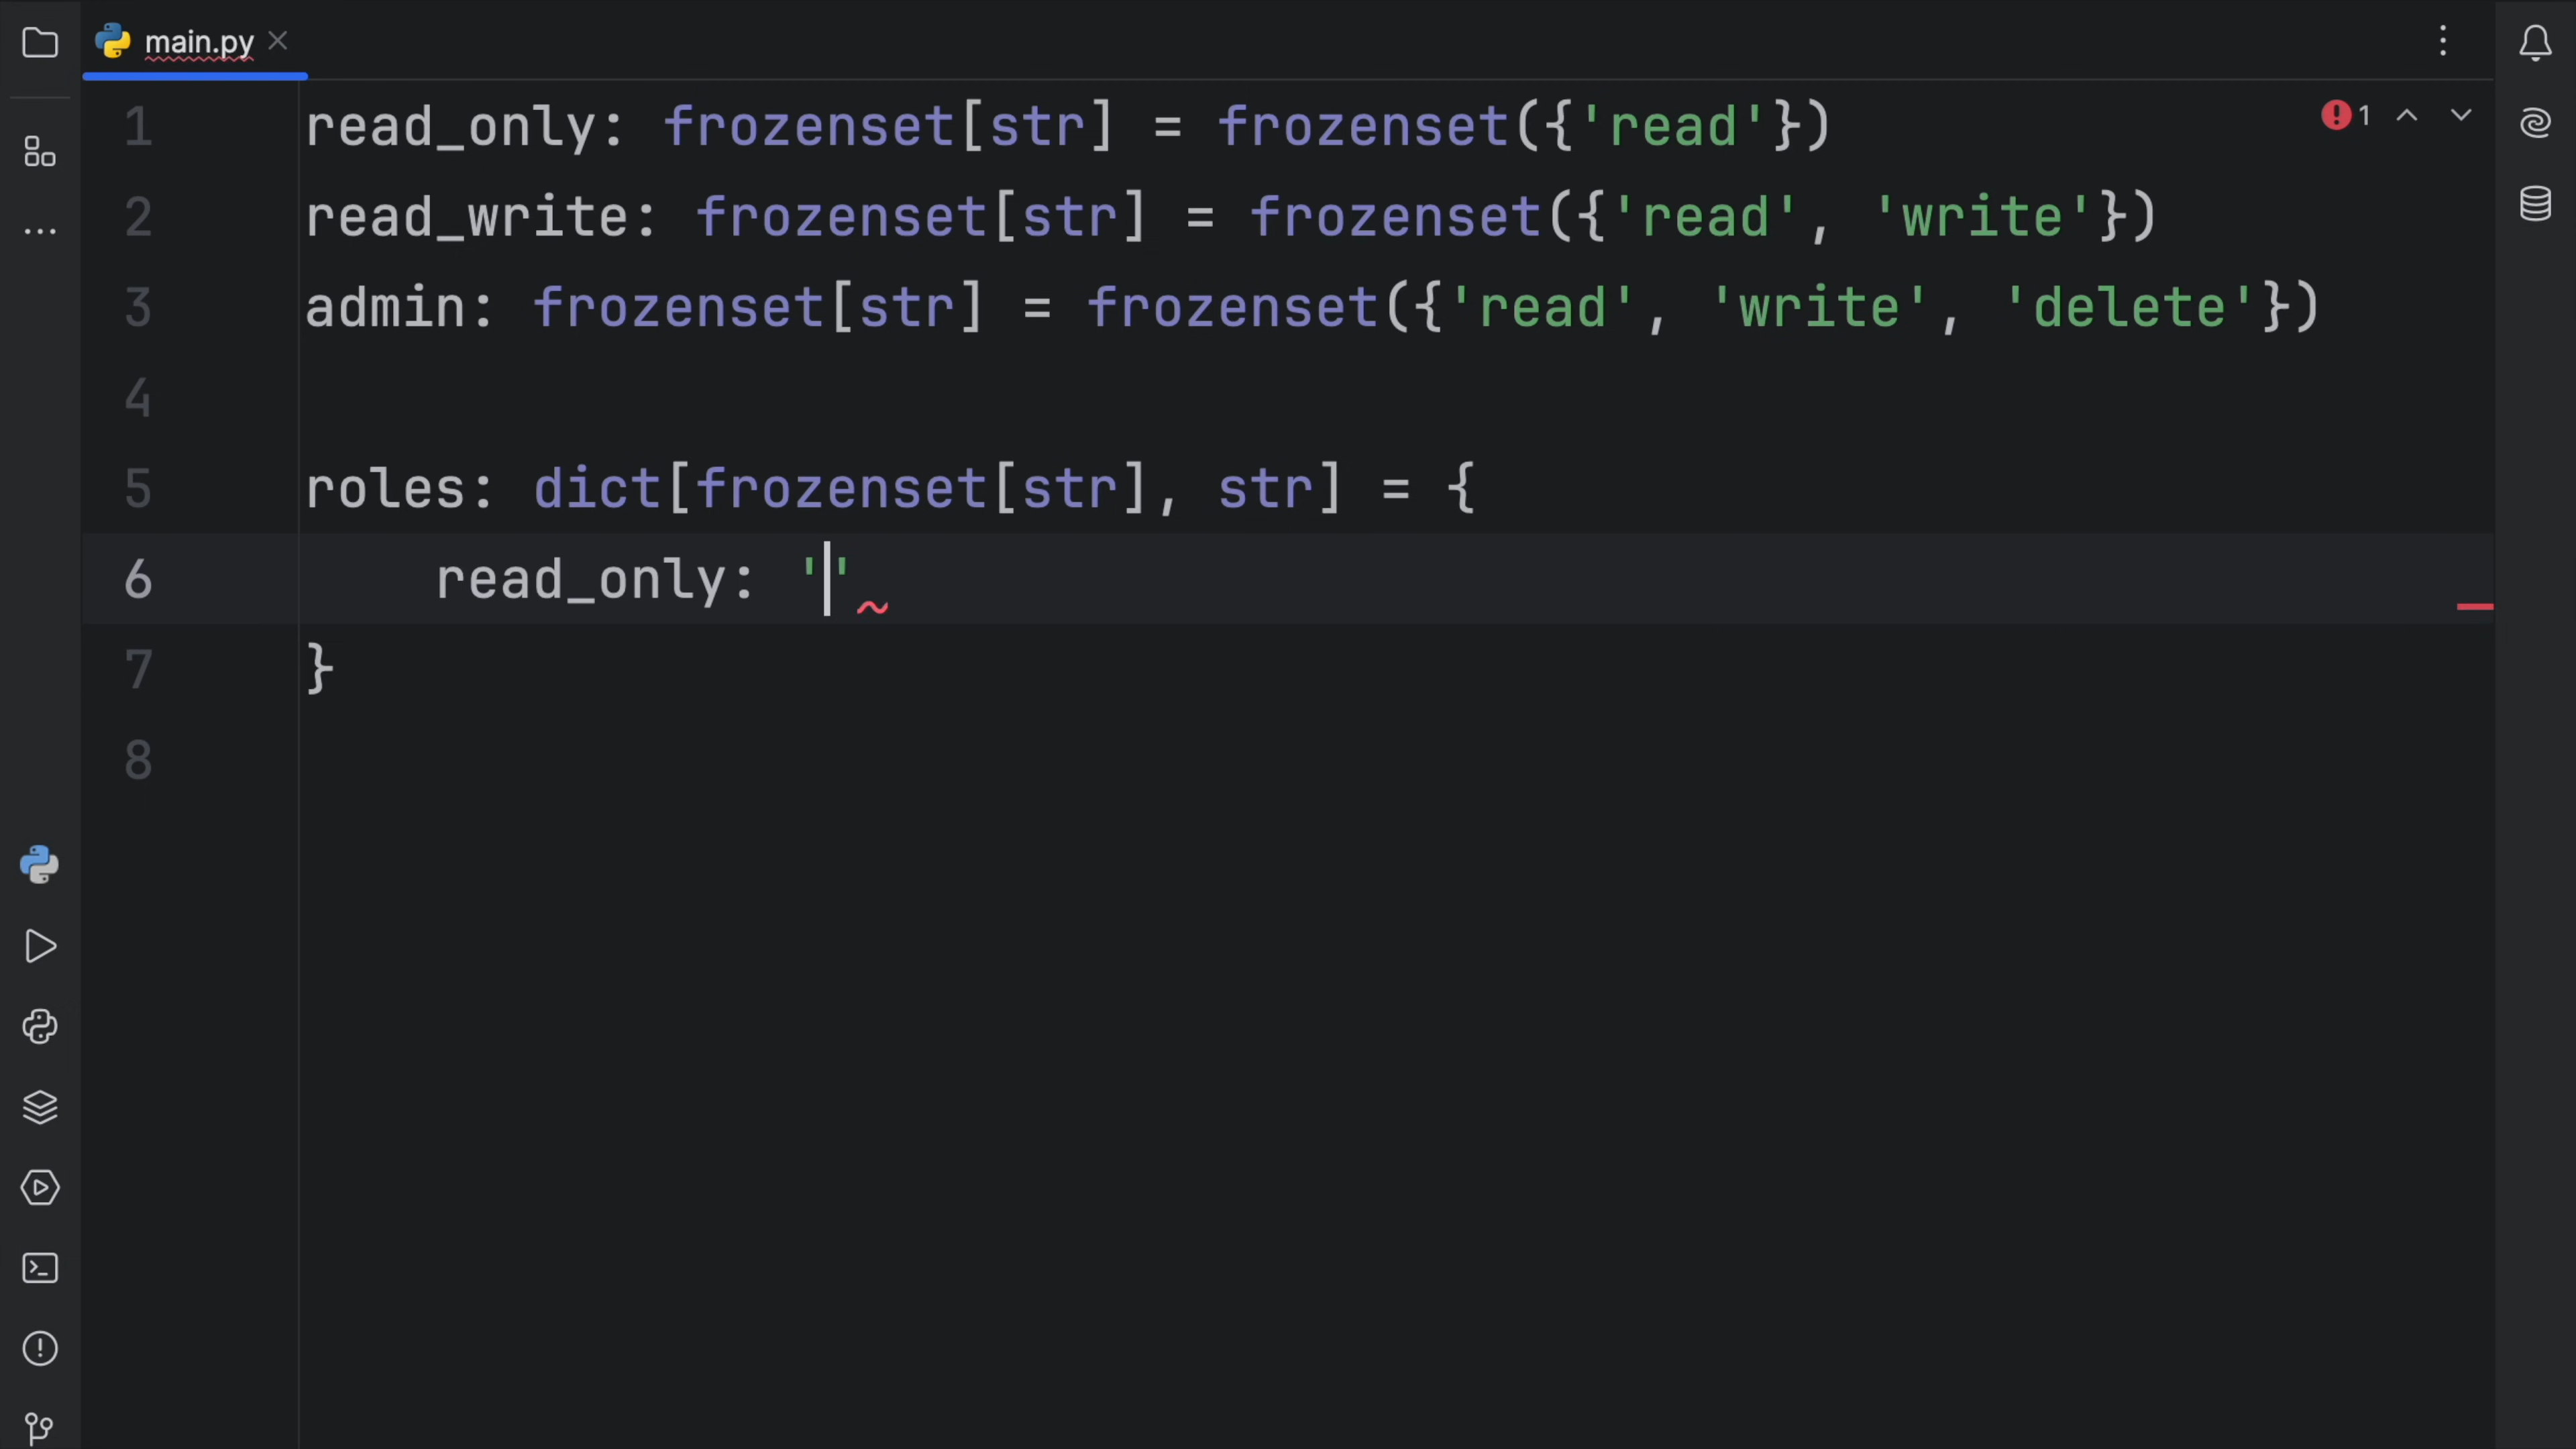 main.py
1
1 read_only: frozenset[str] = frozenset({'read'})
2 read_write: frozenset[str] = frozenset({'read', 'write'})
3 admin: frozenset[str] = frozenset({'read', 'write', 'delete'})
4
5 roles: dict[frozenset[str], str] = {
6     read_only: ''
7 }
8